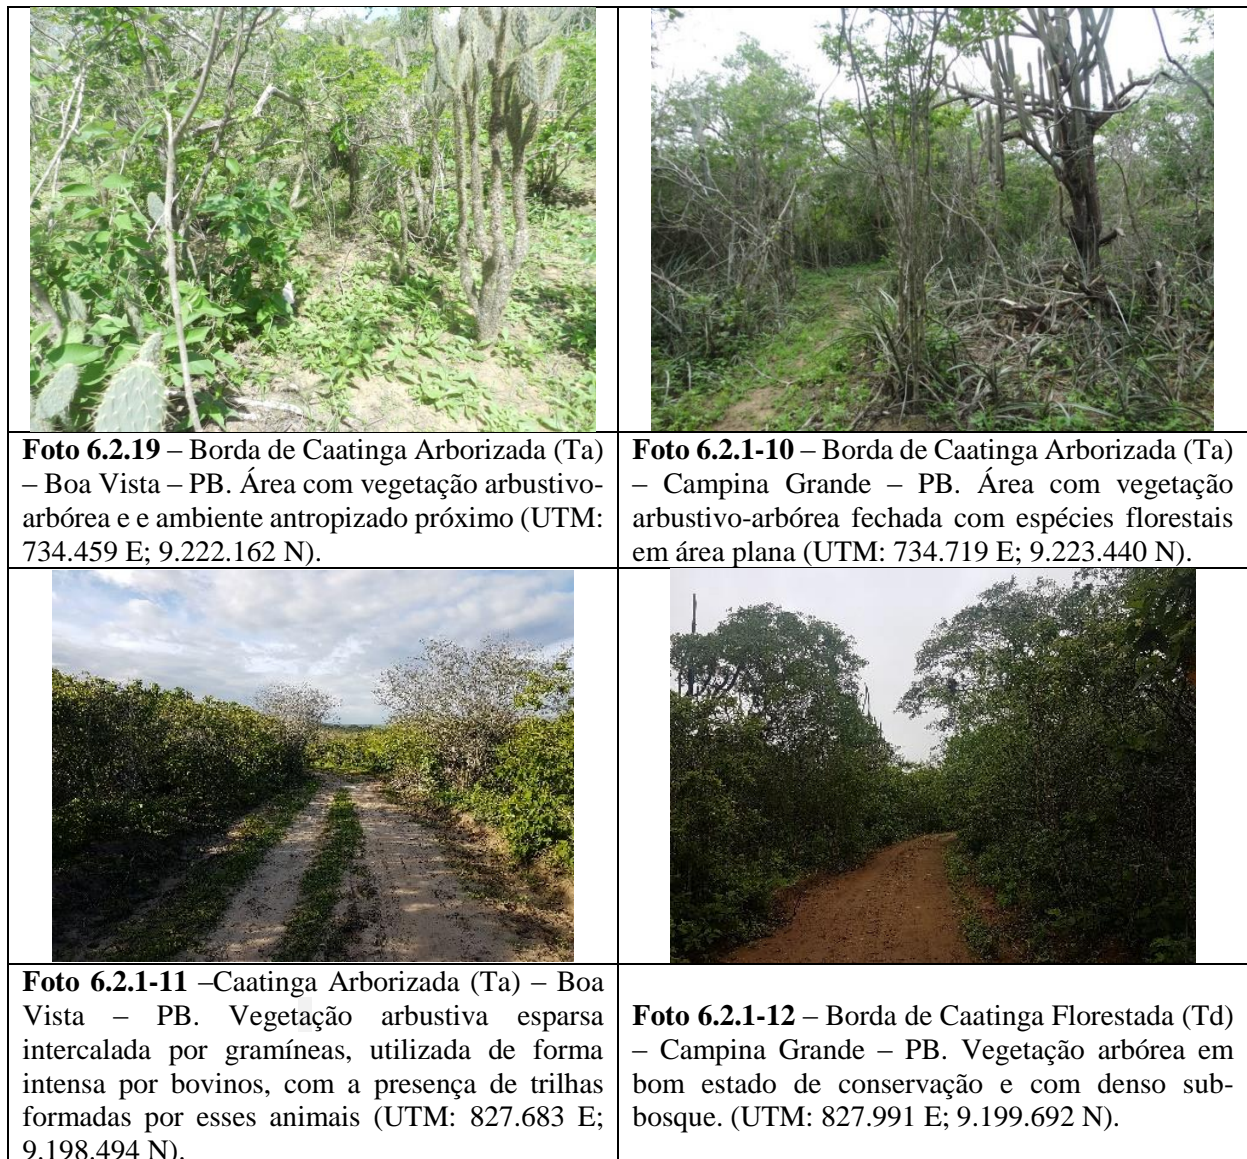 Foto 6.2.19 – Borda de Caatinga Arborizada (Ta)
– Boa Vista – PB. Área com vegetação arbustivo-
arbórea e e ambiente antropizado próximo (UTM:
734.459 E; 9.222.162 N).
Foto 6.2.1-10 – Borda de Caatinga Arborizada (Ta)
– Campina Grande – PB. Área com vegetação
arbustivo-arbórea fechada com espécies florestais
em área plana (UTM: 734.719 E; 9.223.440 N).
Foto 6.2.1-11 –Caatinga Arborizada (Ta) – Boa
Vista – PB. Vegetação arbustiva esparsa
intercalada por gramíneas, utilizada de forma
intensa por bovinos, com a presença de trilhas
formadas por esses animais (UTM: 827.683 E;
9.198.494 N).
Foto 6.2.1-12 – Borda de Caatinga Florestada (Td)
– Campina Grande – PB. Vegetação arbórea em
bom estado de conservação e com denso sub-
bosque. (UTM: 827.991 E; 9.199.692 N).